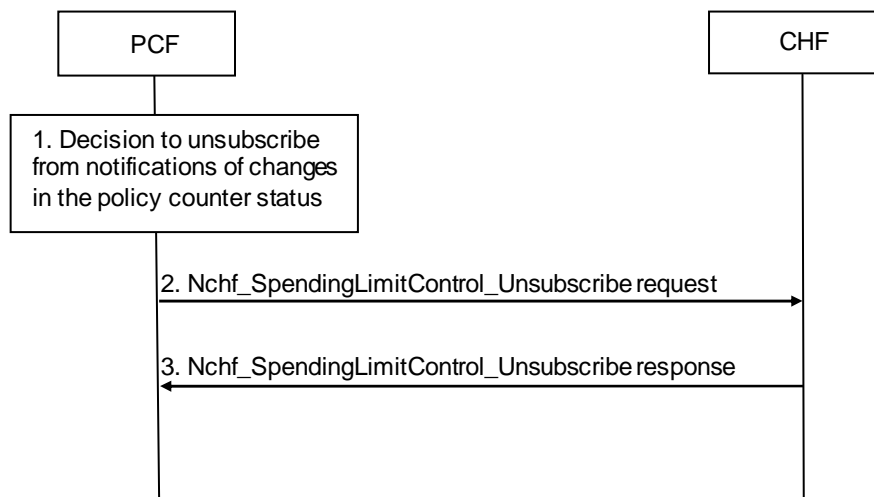 PCF
CHF
1. Decision to unsubscribe
from notifications of changes
in the policy counter status
2. Nchf_SpendingLimitControl_Unsubscribe request
3. Nchf_SpendingLimitControl_Unsubscribe response